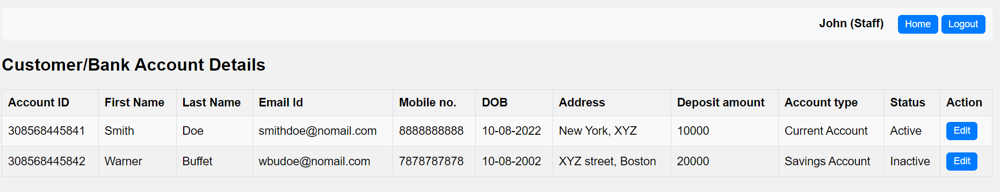 John (Staff) Home Logout
Customer/Bank Account Details
Account ID First Name Last Name Email Id Mobile no. DOB Address Deposit amount Account type Status Action
308568445841 Smith Doe smithdoe@nomail.com 8888888888 10-08-2022 New York, XYZ 10000 Current Account Active Edit
308568445842 Warner Buffet wbudoe@nomail.com 7878787878 10-08-2002 XYZ street, Boston 20000 Savings Account Inactive Edit